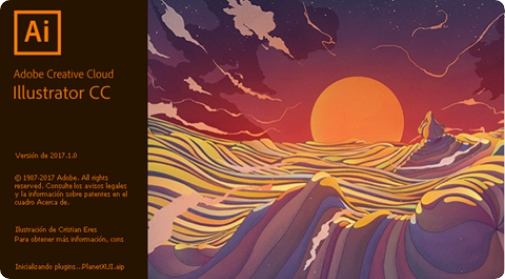 Ai
Adobe Creative Cloud
Illustrator CC
Versión de 2017.1.0
© 1987-2017 Adobe. All rights
reserved. Consulte los avisos legales
y la información sobre patentes en el
cuadro Acerca de.
Ilustración de Cristian Eres
Para obtener más información, cons
Inicializando plugins...PlanetXUI.aip